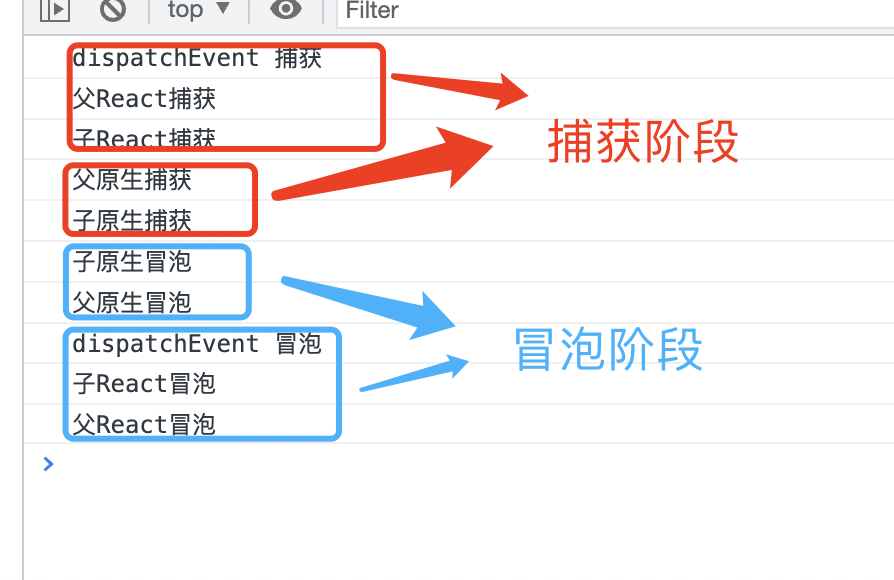 top ▼
Filter
dispatchEvent 捕获
父React捕获
子React捕获
捕获阶段
父原生捕获
子原生捕获
子原生冒泡
父原生冒泡
dispatchEvent 冒泡
冒泡阶段
子React冒泡
父React冒泡